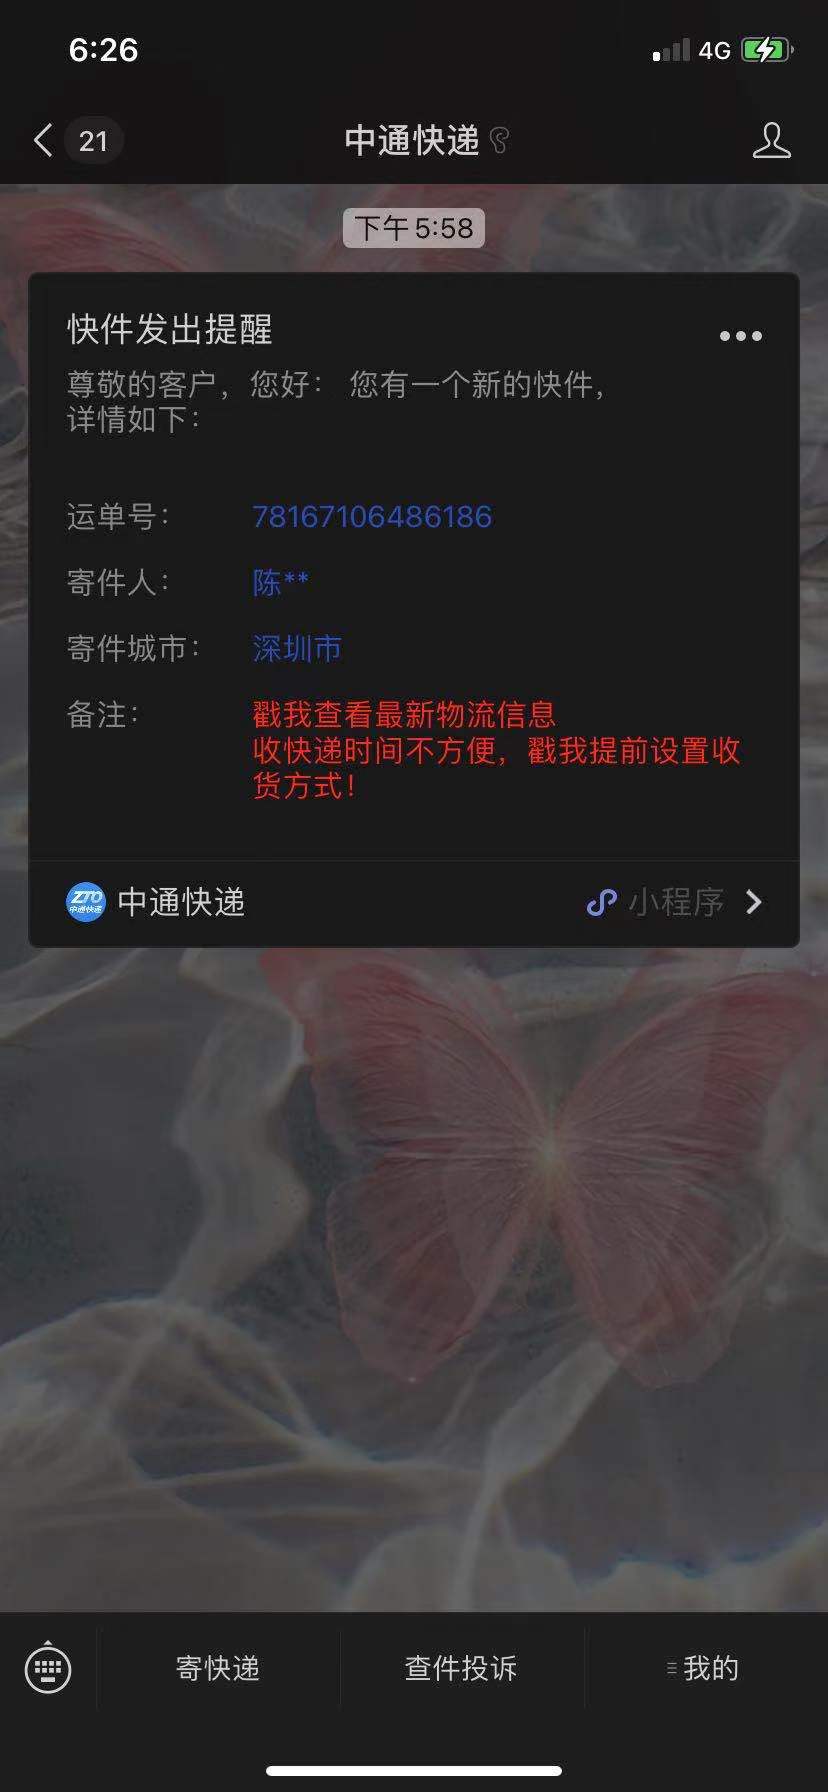 6:26
4G
21
中通快递
下午5:58
快件发出提醒
尊敬的客户，您好： 您有一个新的快件，
详情如下：
运单号： 78167106486186
寄件人： 陈**
寄件城市： 深圳市
备注： 戳我查看最新物流信息
收快递时间不方便，戳我提前设置收
货方式！
ZTO
中通快递
中通快递
小程序
寄快递
查件投诉
我的